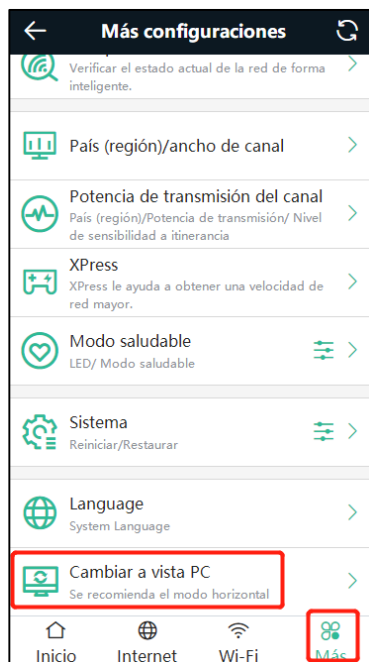 Más configuraciones
Verificar el estado actual de la red de forma
inteligente.
País (región)/ancho de canal
Potencia de transmisión del canal
País (región)/Potencia de transmisión/ Nivel
de sensibilidad a itinerancia
XPress
XPress le ayuda a obtener una velocidad de
red mayor.
Modo saludable
LED/ Modo saludable
Sistema
Reiniciar/Restaurar
Language
System Language
Cambiar a vista PC
Se recomienda el modo horizontal
Inicio Internet Wi-Fi Más